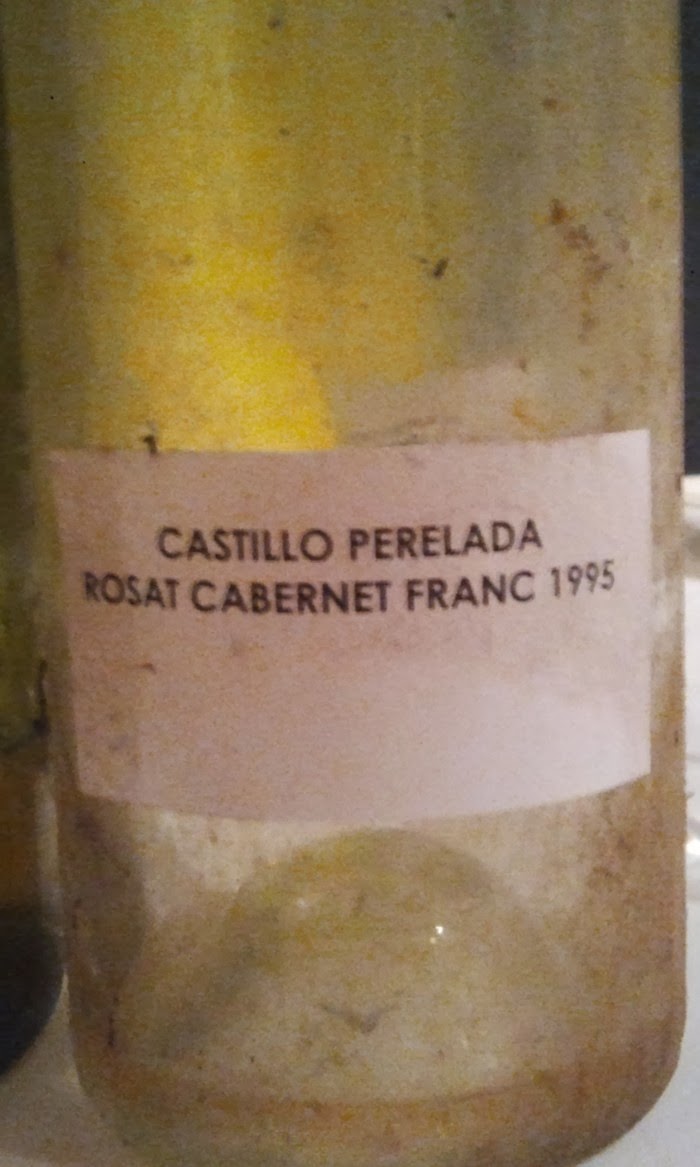 CASTILLO PERELADA
ROSAT CABERNET FRANC 1995